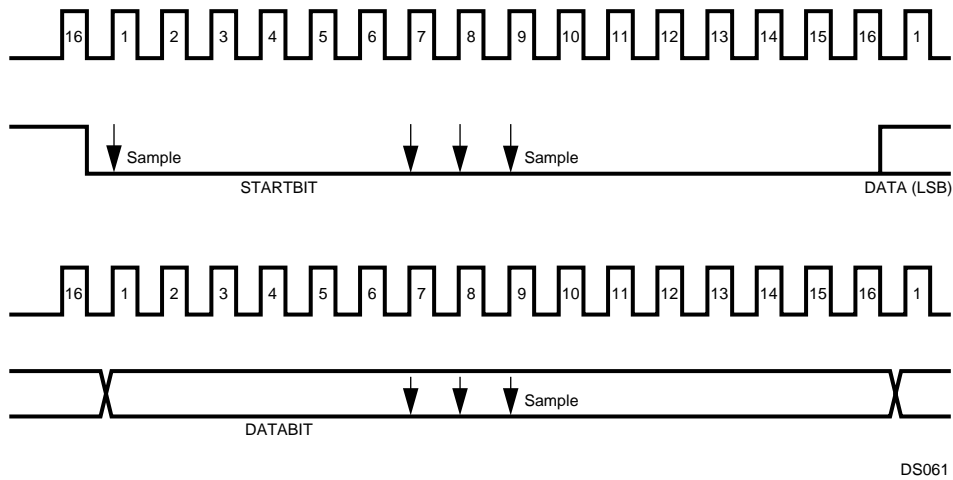 16 1 2 3 4 5 6 7 8 9 10 11 12 13 14 15 16 1
Sample Sample
STARTBIT DATA (LSB)
16 1 2 3 4 5 6 7 8 9 10 11 12 13 14 15 16 1
Sample
DATABIT
DS061